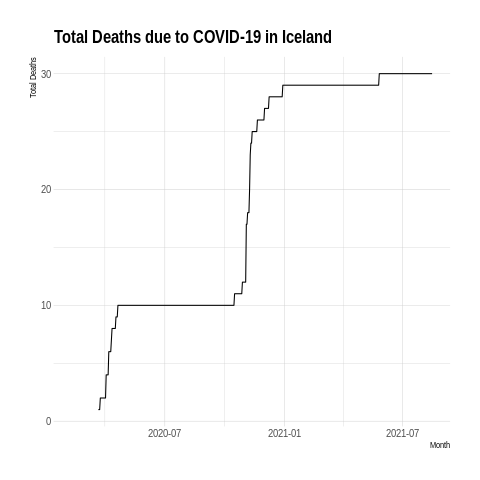 Total Deaths due to COVID-19 in Iceland
Total Deaths
30
20
10
0
2020-07 2021-01 2021-07
Month